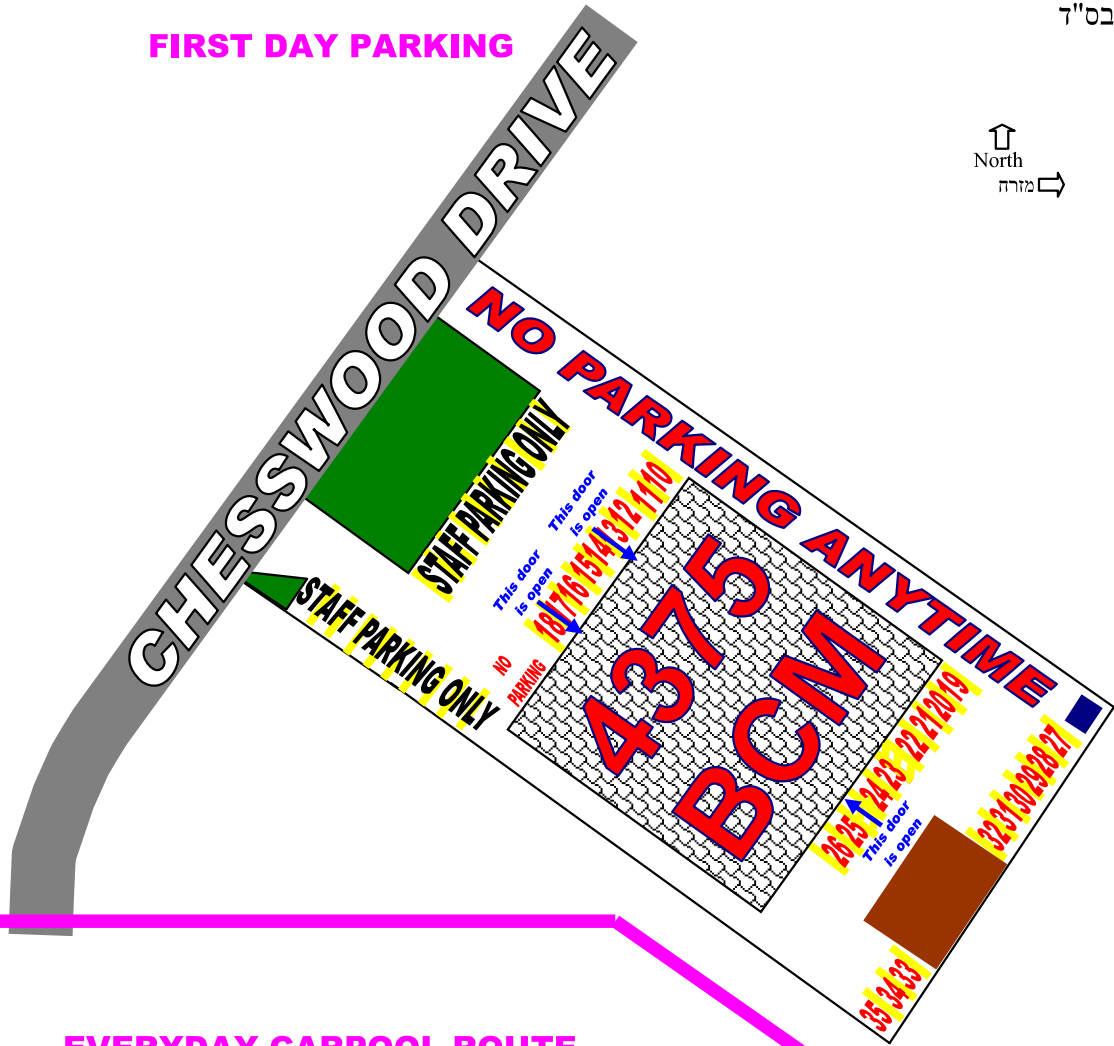 בס"ד
FIRST DAY PARKING
North
מזרח
CHESSWOOD DRIVE
NO PARKING ANYTIME
STAFF PARKING ONLY
This door
is open
This door
is open
18 17 16 15 14 13 12 11 10
STAFF PARKING ONLY
NO
PARKING
4375
BCM
26 25 24 23 22 21 20 19
This door
is open
32 31 30 29 28 27
35 34 33
EVERYDAY CARPOOL ROUTE